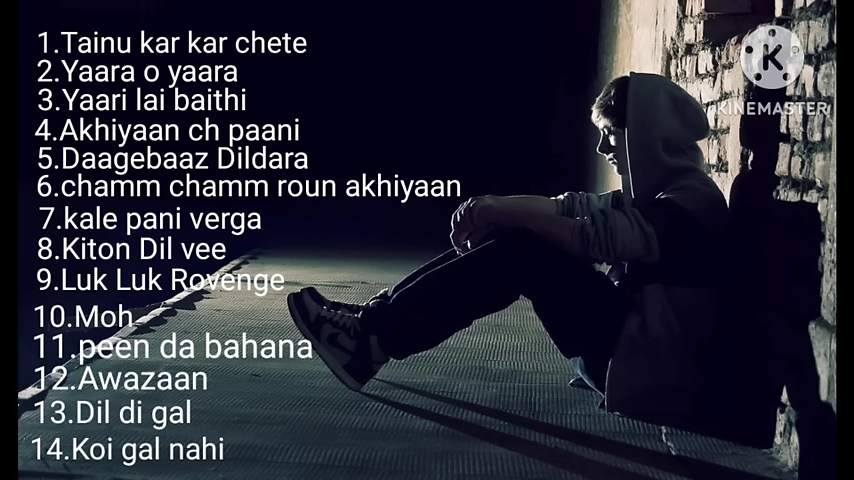 1.Tainu kar kar chete
2.Yaara o yaara
3.Yaari lai baithi
4.Akhiyaan ch paani
5.Daagebaaz Dildara
6.chamm chamm roun akhiyaan
7.kale pani verga
8.Kiton Dil vee
9.Luk Luk Rovenge
10.Moh
11.peen da bahana
12.Awazaan
13.Dil di gal
14.Koi gal nahi
K
KINEMASTER